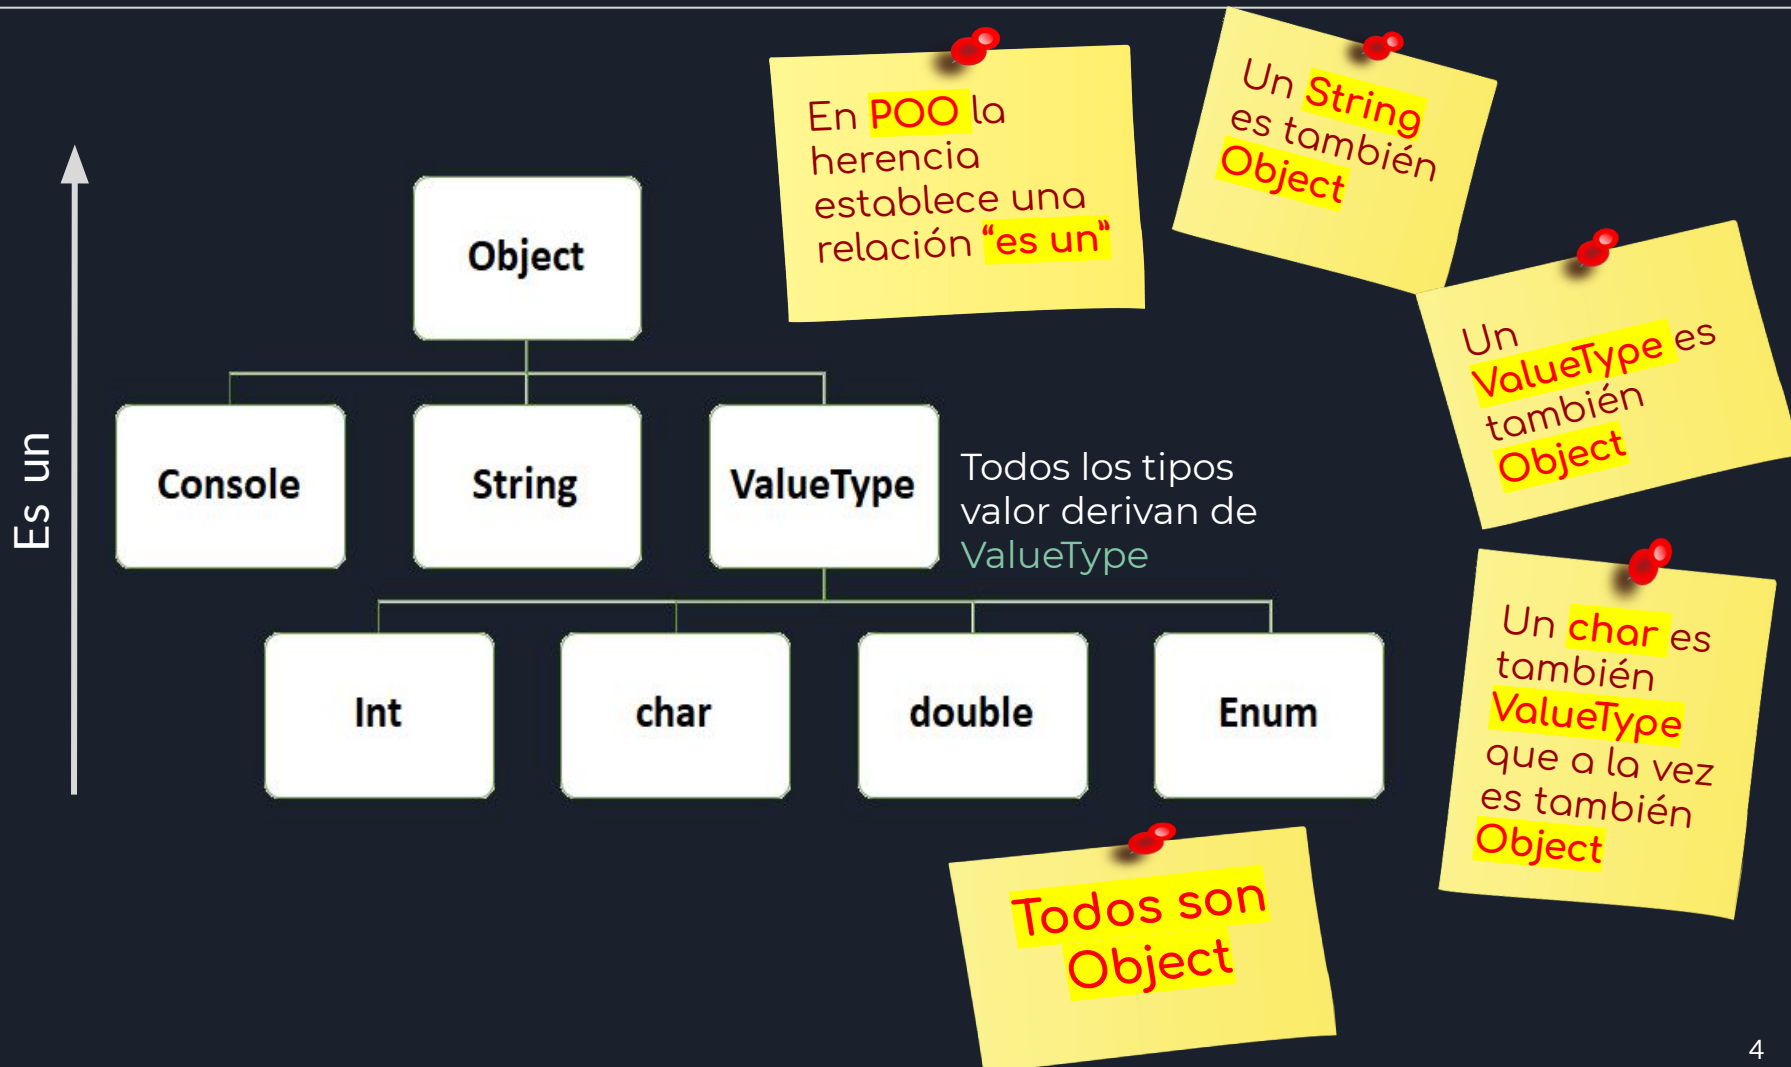 En POO la
herencia
establece una
relación “es un”
Un String
es también
Object
Un
ValueType es
también
Object
Un char es
también
ValueType
que a la vez
es también
Object
Es un
Object
Console
String
ValueType
Todos los tipos
valor derivan de
ValueType
Int
char
double
Enum
Todos son
Object
4